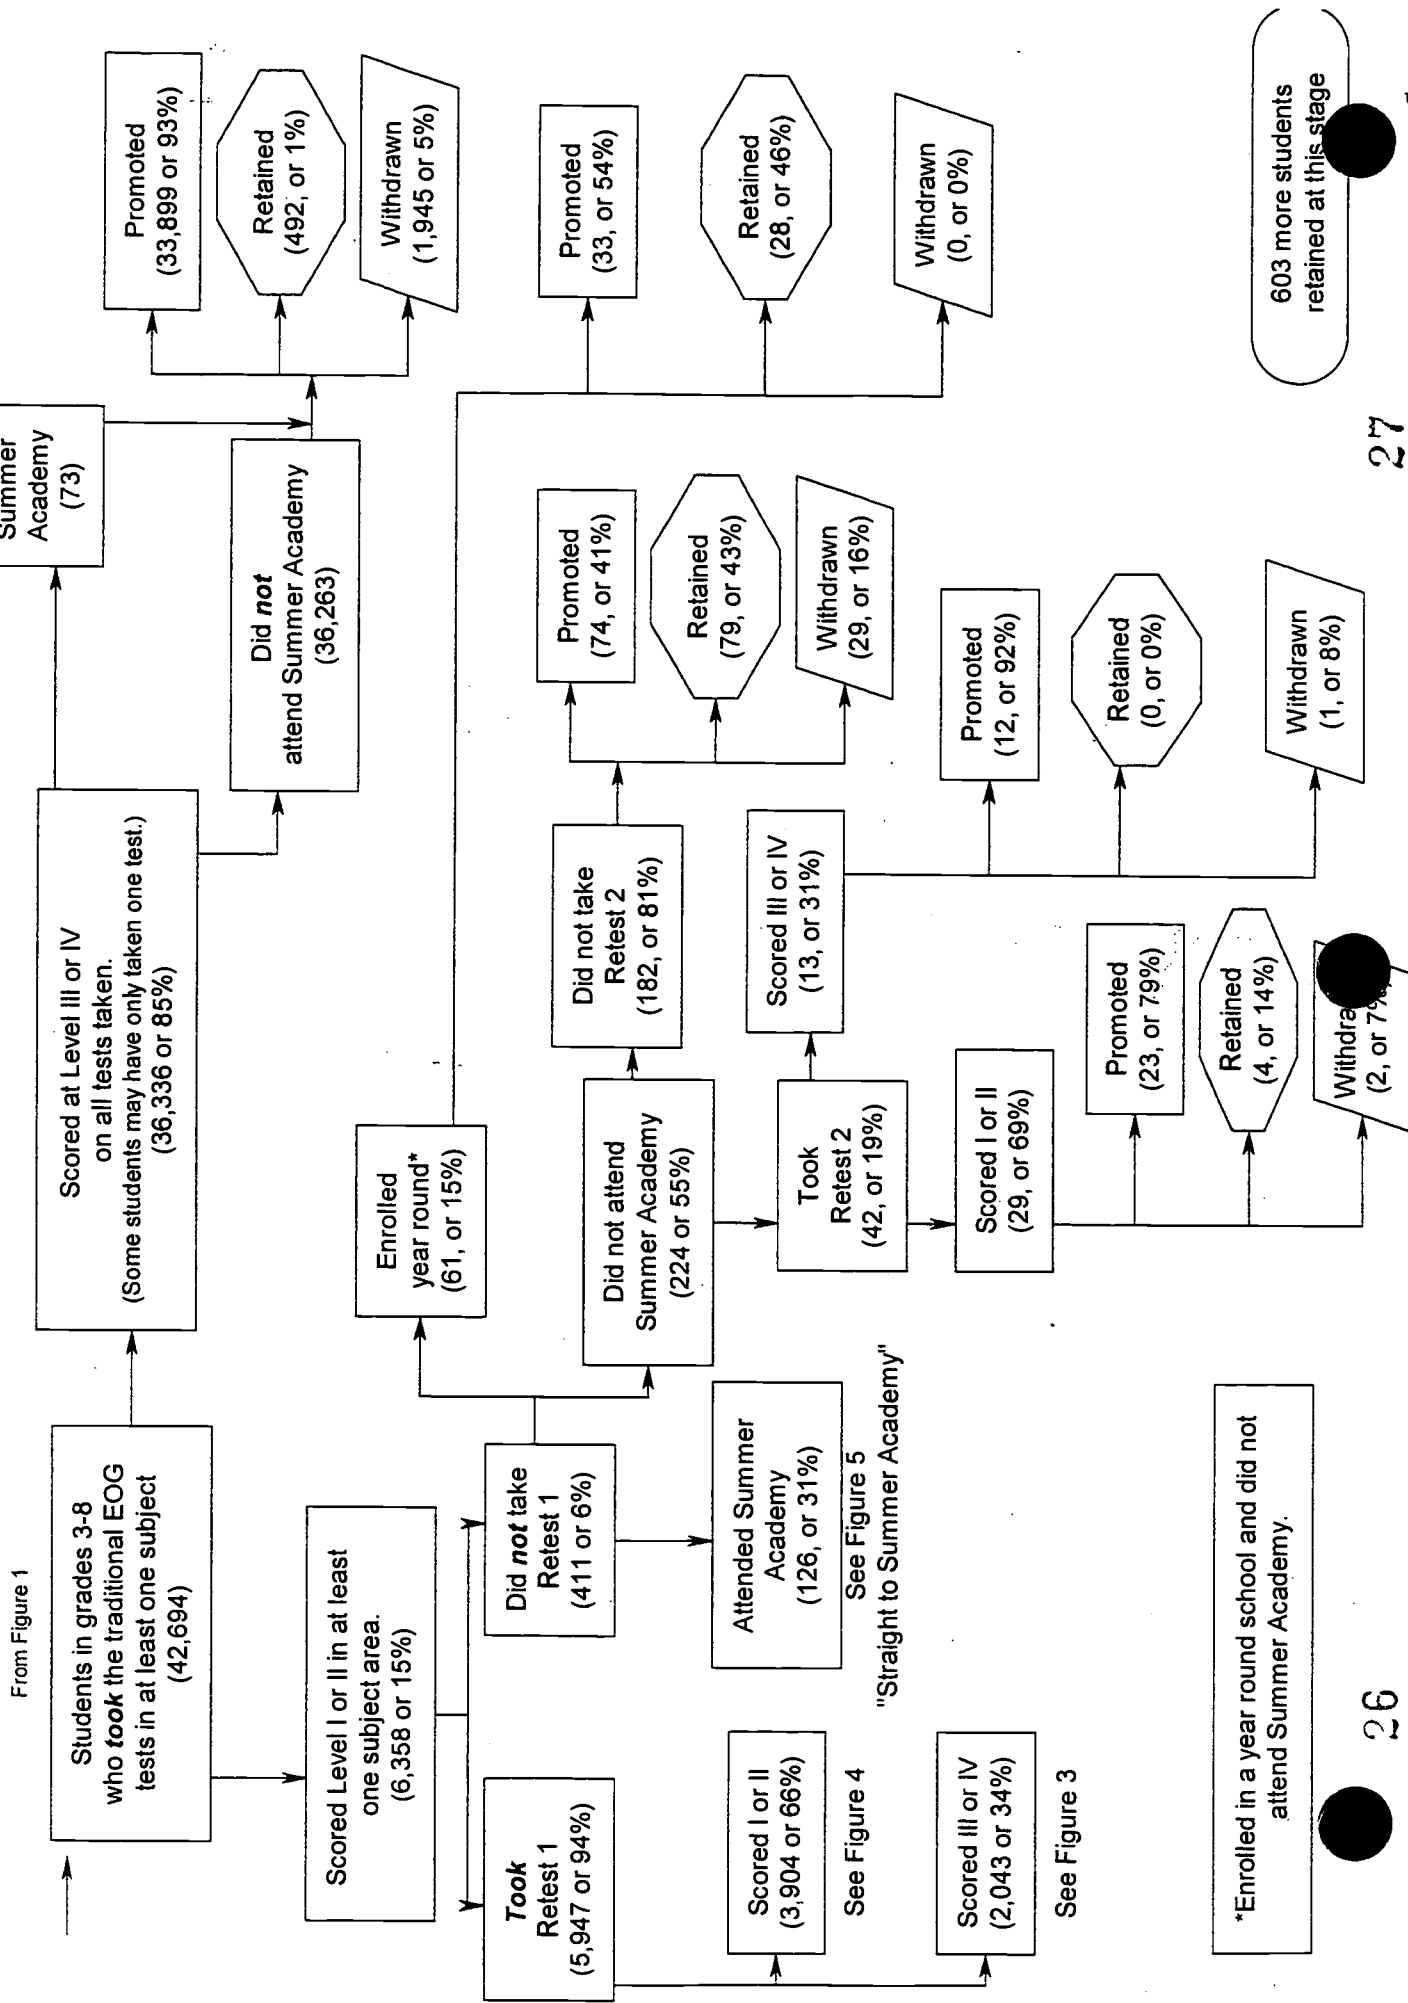 From Figure 1
Students in grades 3-8
who took the traditional EOG
tests in at least one subject
(42,694)
Scored at Level III or IV
on all tests taken.
(Some students may have only taken one test.)
(36,336 or 85%)
Summer
Academy
(73)
Did not
attend Summer Academy
(36,263)
Promoted
(33,899 or 93%)
Retained
(492, or 1%)
Withdrawn
(1,945 or 5%)
Scored Level I or II in at least
one subject area.
(6,358 or 15%)
Took
Retest 1
(5,947 or 94%)
Did not take
Retest 1
(411 or 6%)
Enrolled
year round*
(61, or 15%)
Promoted
(33, or 54%)
Retained
(28, or 46%)
Withdrawn
(0, or 0%)
Did not attend
Summer Academy
(224 or 55%)
Did not take
Retest 2
(182, or 81%)
Promoted
(74, or 41%)
Retained
(79, or 43%)
Withdrawn
(29, or 16%)
Attended Summer
Academy
(126, or 31%)
See Figure 5
"Straight to Summer Academy"
Took
Retest 2
(42, or 19%)
Scored III or IV
(13, or 31%)
Promoted
(12, or 92%)
Retained
(0, or 0%)
Withdrawn
(1, or 8%)
Scored I or II
(29, or 69%)
Promoted
(23, or 79%)
Retained
(4, or 14%)
Withdra
(2, or 7%
Scored I or II
(3,904 or 66%)
See Figure 4
Scored III or IV
(2,043 or 34%)
See Figure 3
*Enrolled in a year round school and did not
attend Summer Academy.
603 more students
retained at this stage
26
27